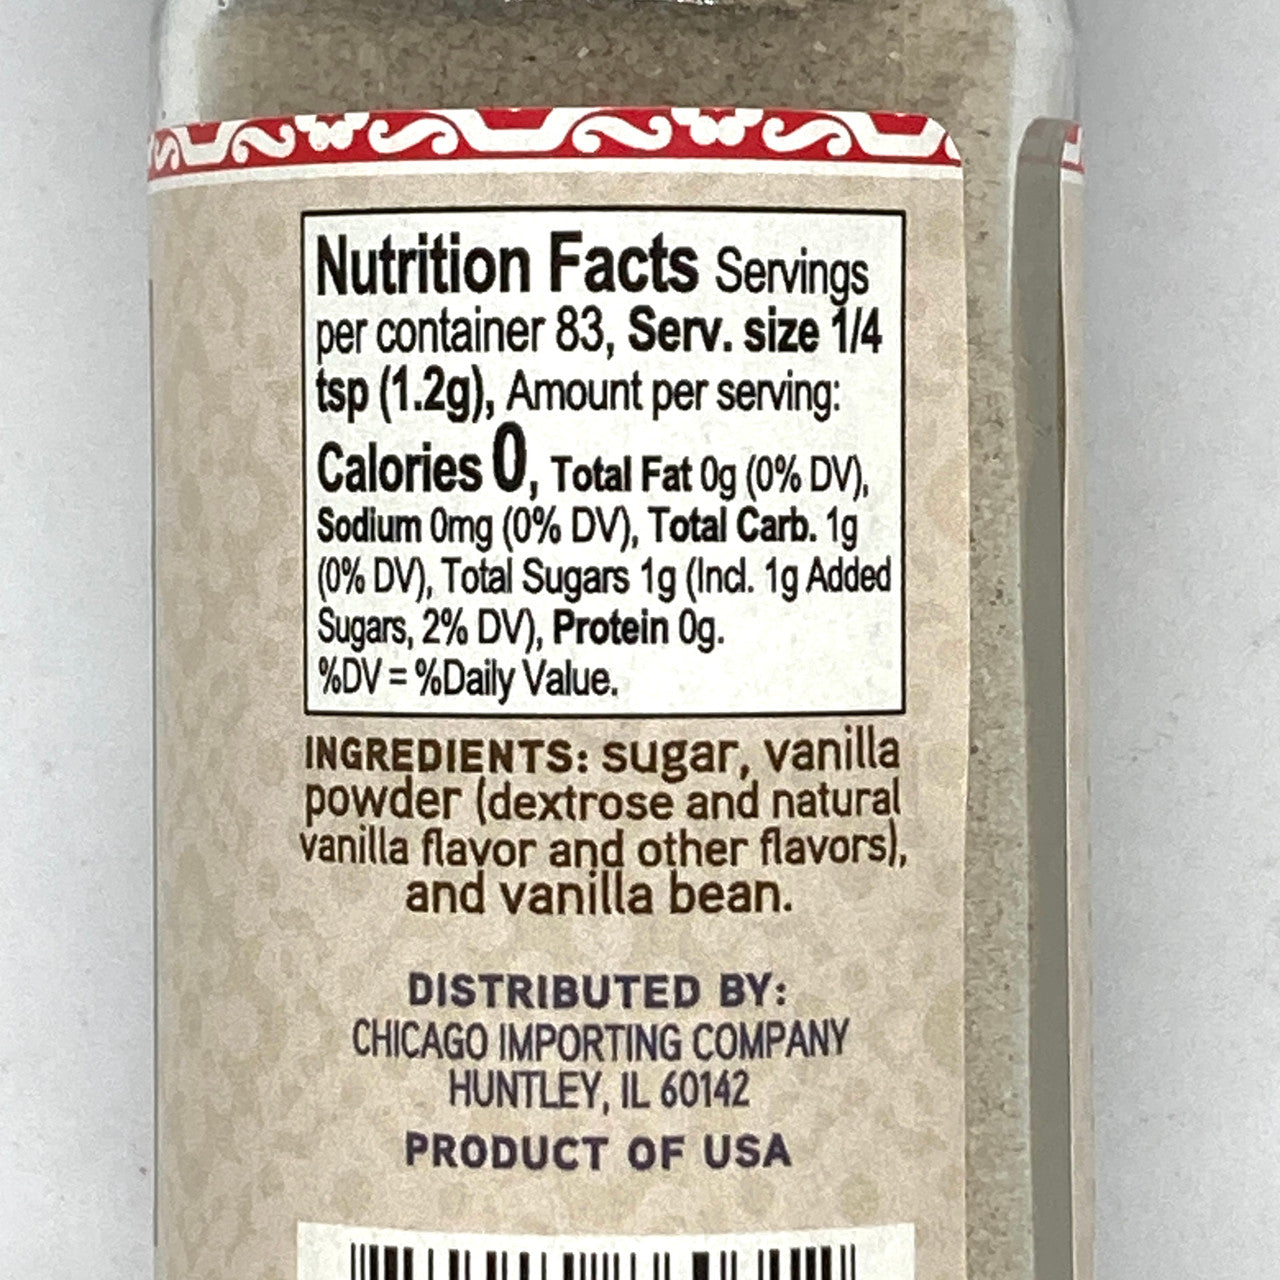 Nutrition Facts Servings
per container 83, Serv. size 1/4
tsp (1.2g), Amount per serving:
Calories 0, Total Fat 0g (0% DV),
Sodium 0mg (0% DV), Total Carb. 1g
(0% DV), Total Sugars 1g (Incl. 1g Added
Sugars, 2% DV), Protein 0g.
%DV = %Daily Value.
INGREDIENTS: sugar, vanilla
powder (dextrose and natural
vanilla flavor and other flavors),
and vanilla bean.
DISTRIBUTED BY:
CHICAGO IMPORTING COMPANY
HUNTLEY, IL 60142
PRODUCT OF USA